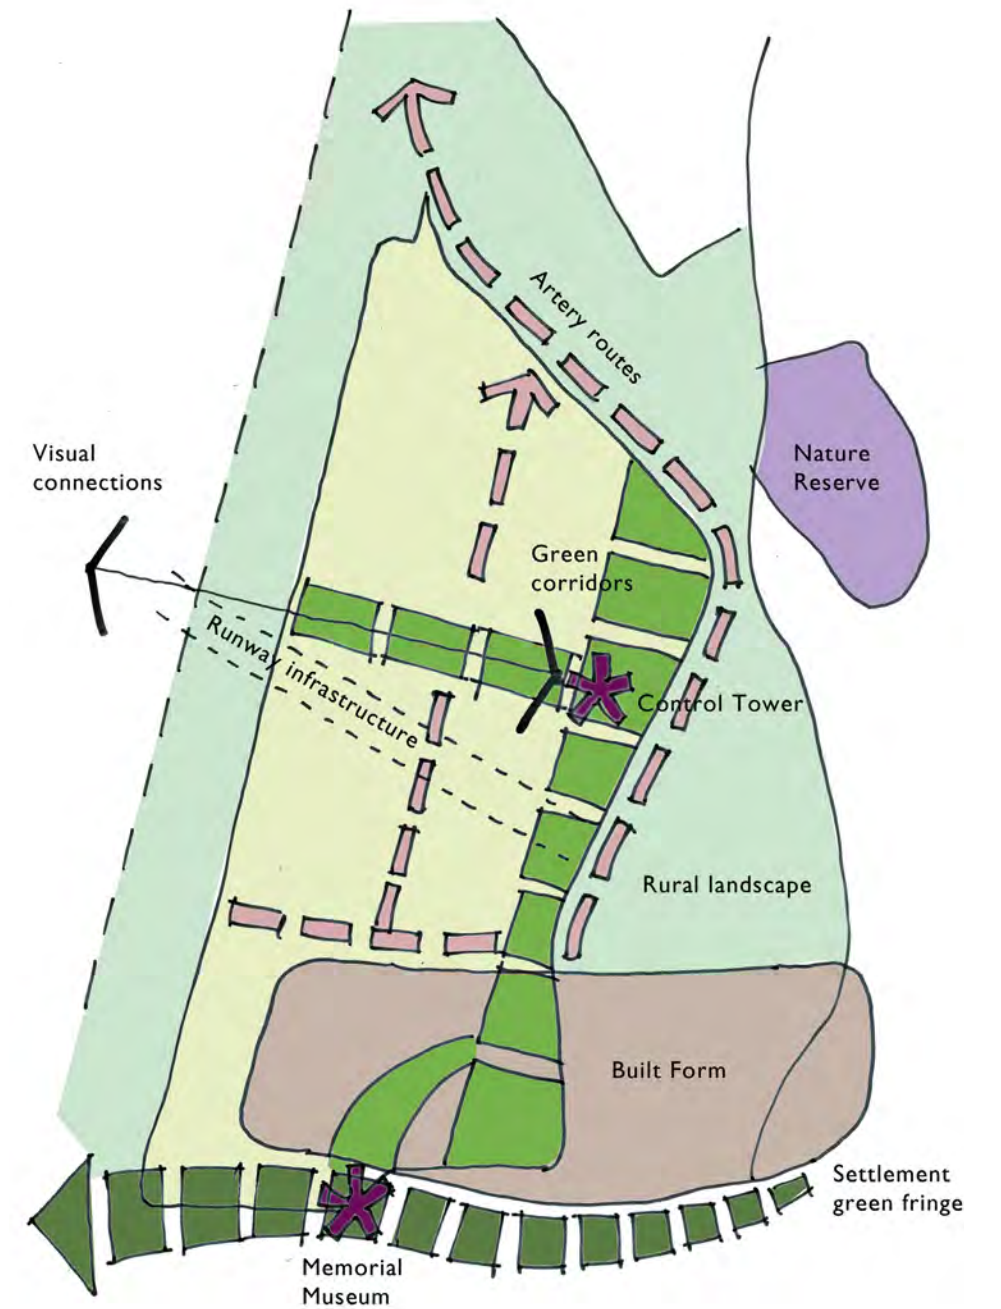 Artery routes
Visual
connections
Nature
Reserve
Green
corridors
Runway infrastructure
Control Tower
Rural landscape
Built Form
Settlement
green fringe
Memorial
Museum